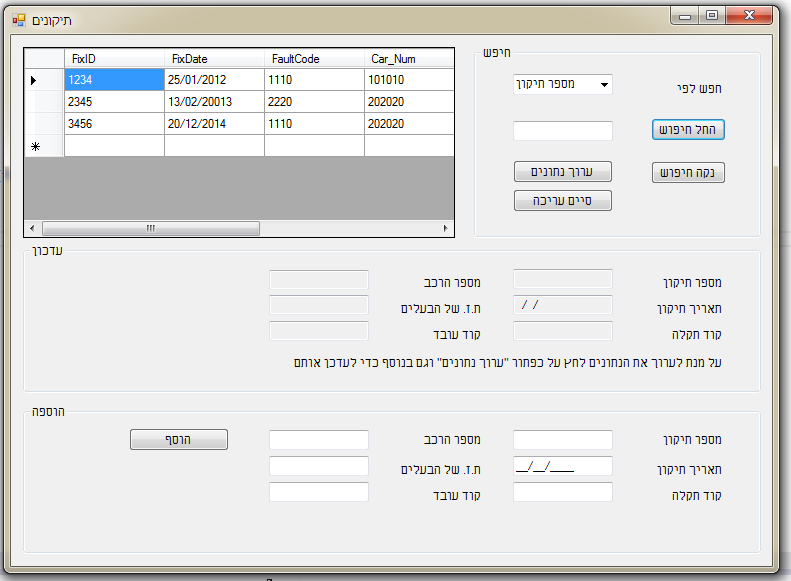 תיקונים
FixID FixDate FaultCode Car_Num
1234 25/01/2012 1110 101010
2345 13/02/20013 2220 202020
3456 20/12/2014 1110 202020
חיפש
חפש לפי מספר תיקון
החל חיפוש
נקה חיפוש ערוך נתונים
סיים עריכה
עדכון
מספר תיקון מספר הרכב
תאריך תיקון / / ת.ז. של הבעלים
קוד תקלה קוד עובד
על מנת לערוך את הנתונים לחץ על כפתור "ערוך נתונים" וגם בנוסף כדי לעדכן אותם
הוספה
מספר תיקון מספר הרכב הוסף
תאריך תיקון __/__/____ ת.ז. של הבעלים
קוד תקלה קוד עובד